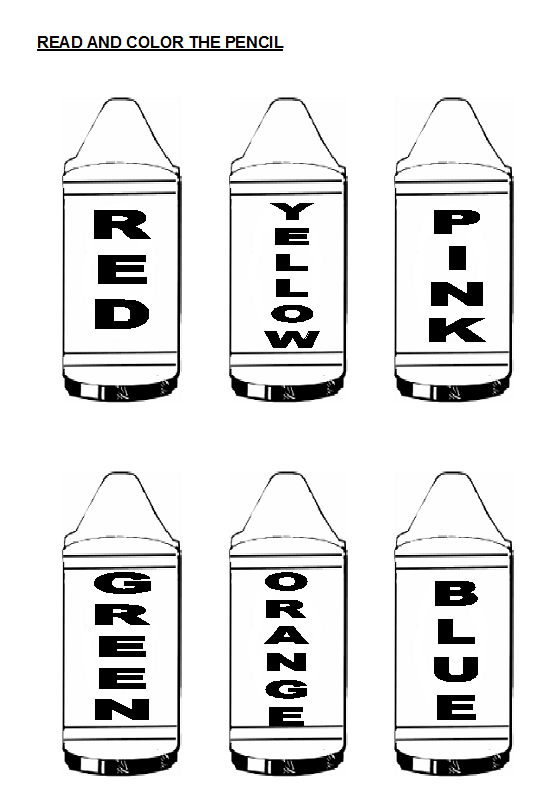 READ AND COLOR THE PENCIL
RED
YELLOW
PINK
GREEN
ORANGE
BLUE